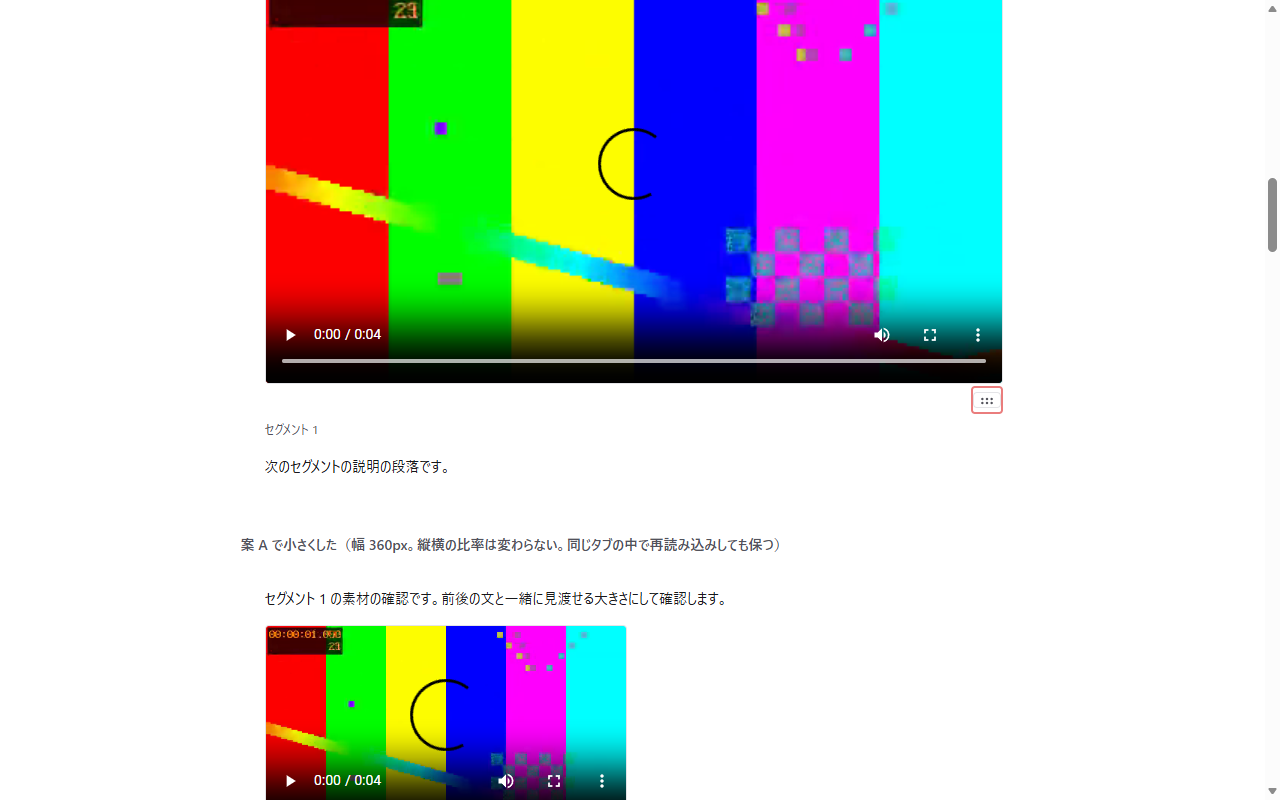 23
0:00 / 0:04
セグメント 1
次のセグメントの説明の段落です。
案 A で小さくした（幅 360px。縦横の比率は変わらない。同じタブの中で再読み込みしても保つ）
セグメント 1 の素材の確認です。前後の文と一緒に見渡せる大きさにして確認します。
23
0:00 / 0:04